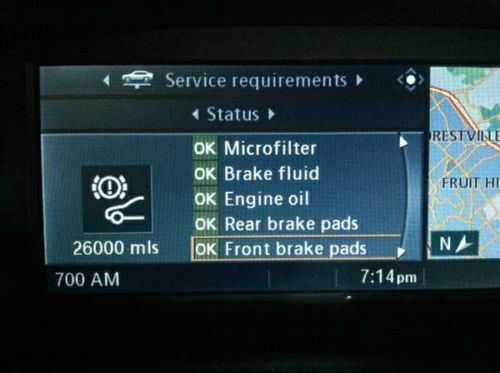 Service requirements
Status
OK Microfilter
OK Brake fluid
OK Engine oil
OK Rear brake pads
OK Front brake pads
26000 mls
RESTVILLE
FRUIT HI
N
700 AM
7:14pm